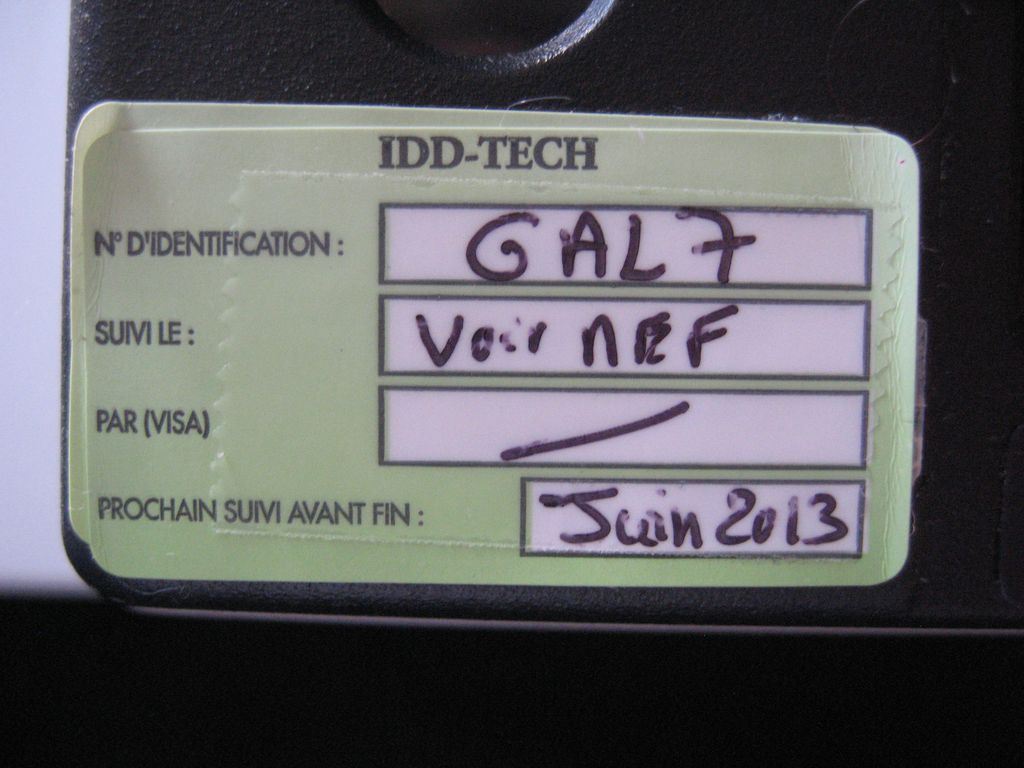 IDD-TECH
N° D'IDENTIFICATION : GAL7
SUIVI LE : Voir NEF
PAR (VISA) —
PROCHAIN SUIVI AVANT FIN : Juin 2013